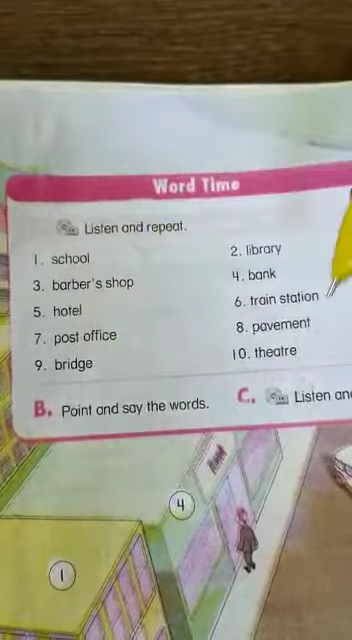 Word Time
Listen and repeat.
1. school
2. library
3. barber's shop
4. bank
5. hotel
6. train station
7. post office
8. pavement
9. bridge
10. theatre
B. Point and say the words.
C. Listen an
4
1